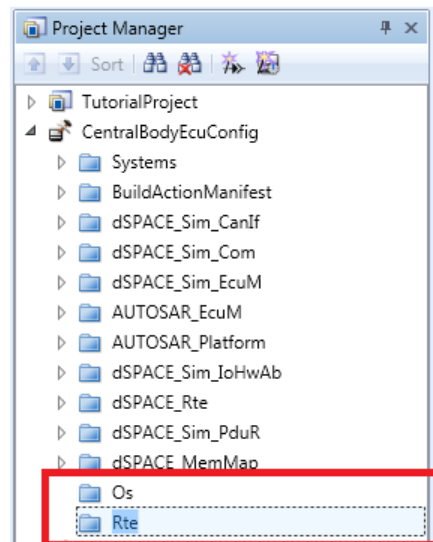 Project Manager
Sort
TutorialProject
CentralBodyEcuConfig
Systems
BuildActionManifest
dSPACE_Sim_CanIf
dSPACE_Sim_Com
dSPACE_Sim_EcuM
AUTOSAR_EcuM
AUTOSAR_Platform
dSPACE_Sim_IoHwAb
dSPACE_Rte
dSPACE_Sim_PduR
dSPACE_MemMap
Os
Rte